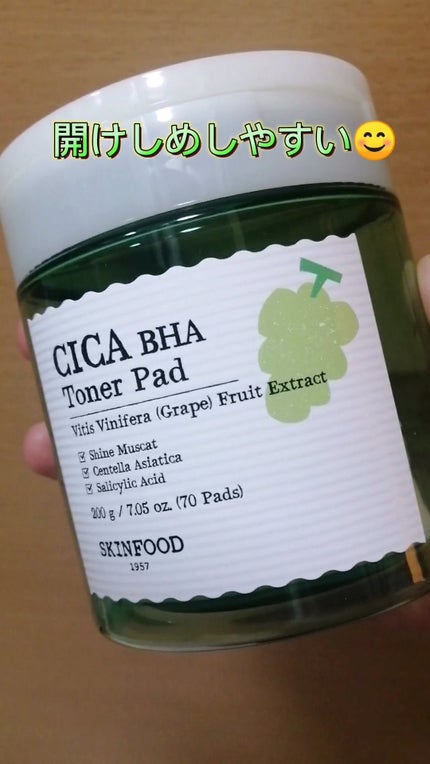 開けしめしやすい😊
CICA BHA
Toner Pad
Vitis Vinifera (Grape) Fruit Extract
Shine Muscat
Centella Asiatica
Salicylic Acid
200 g / 7.05 oz. (70 Pads)
SKINFOOD
1957